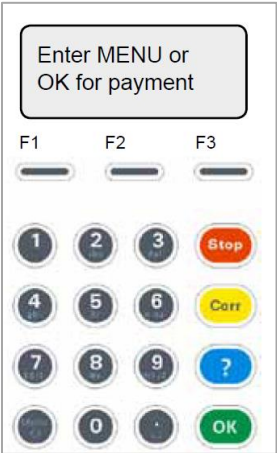 Enter MENU or
OK for payment
F1 F2 F3
1 2 3 Stop
4 5 6 Corr
7 8 9 ?
0 . OK